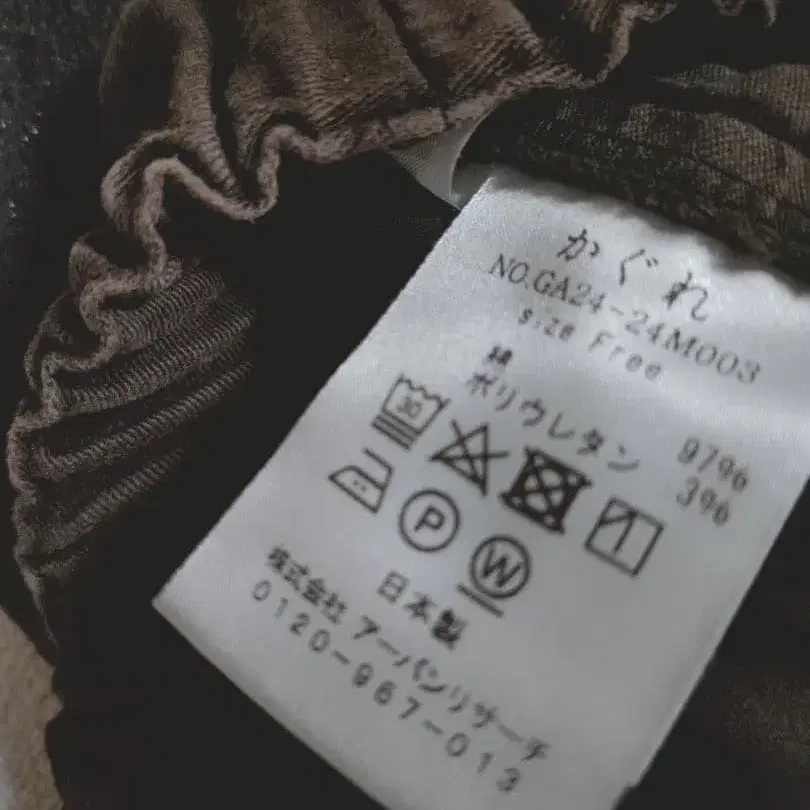 かぐれ
NO.GA24-24M003
Size Free
綿 97%
ポリウレタン 3%
30
P W
日本製
株式会社 アーバンリサーチ
0120-967-013